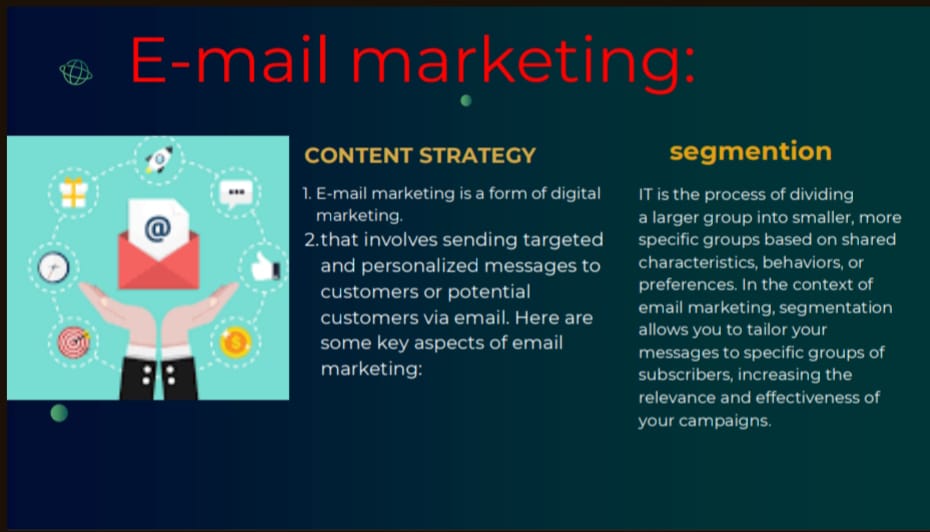 E-mail marketing:
@
CONTENT STRATEGY
1. E-mail marketing is a form of digital
marketing.
2.that involves sending targeted
and personalized messages to
customers or potential
customers via email. Here are
some key aspects of email
marketing:
segmention
IT is the process of dividing
a larger group into smaller, more
specific groups based on shared
characteristics, behaviors, or
preferences. In the context of
email marketing, segmentation
allows you to tailor your
messages to specific groups of
subscribers, increasing the
relevance and effectiveness of
your campaigns.